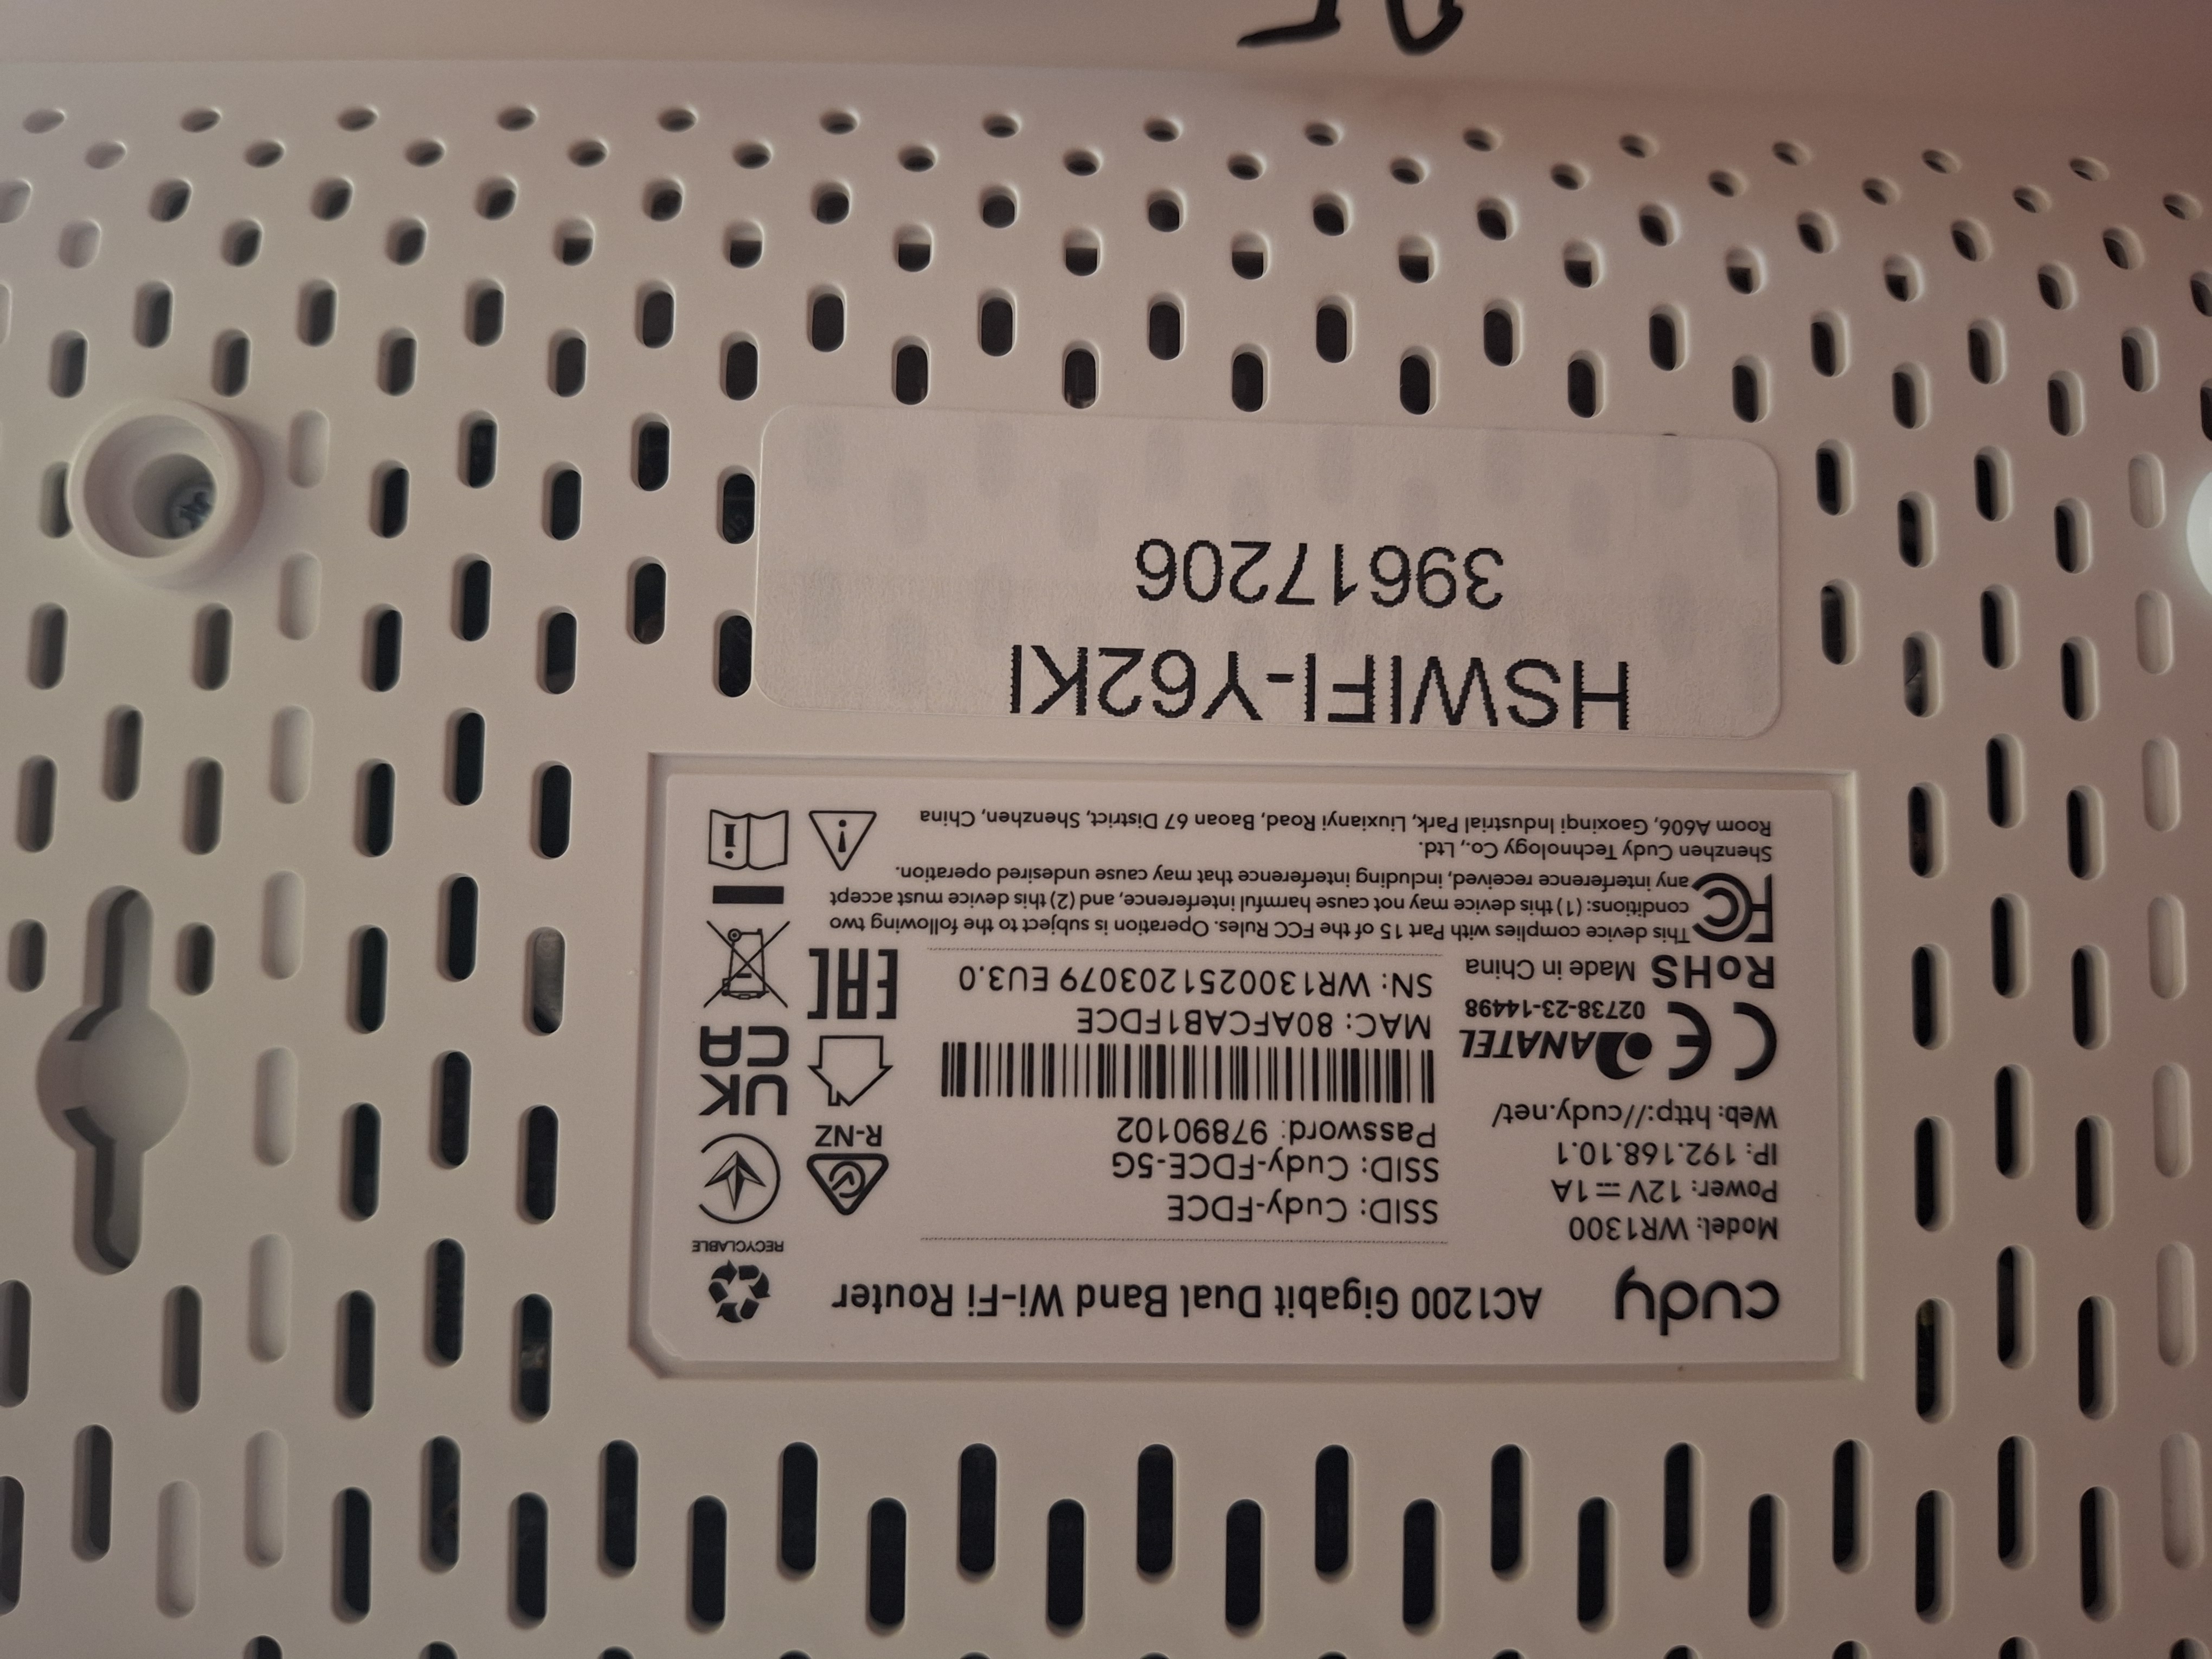 cudy AC1200 Gigabit Dual Band Wi-Fi Router
Model: WR1300
Power: 12V ⎓ 1A
IP: 192.168.10.1
Web: http://cudy.net/
CE ANATEL
02738-23-14498
RoHS Made in China
SSID: Cudy-FDCE
SSID: Cudy-FDCE-5G
Password: 97890102
MAC: 80AFCAB1FDCE
SN: WR1300251203079 EU3.0
RECYCLABLE
R-NZ
UK
CA
EAC
FC This device complies with Part 15 of the FCC Rules. Operation is subject to the following two
conditions: (1) this device may not cause harmful interference, and (2) this device must accept
any interference received, including interference that may cause undesired operation.
Shenzhen Cudy Technology Co., Ltd.
Room A606, Gaoxinqi Industrial Park, Liuxianyi Road, Baoan 67 District, Shenzhen, China
HSWIFI-Y62KI
39617206